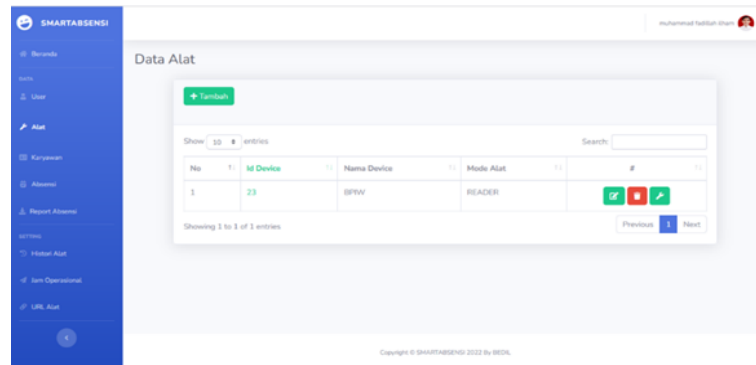 SMARTABSENSI
muhammad fadillah ilham
Beranda
DATA
User
Alat
Karyawan
Absensi
Report Absensi
SETTING
Histori Alat
Jam Operasional
URL Alat
Data Alat
+ Tambah
Show 10 entries
Search:
No Id Device Nama Device Mode Alat #
1 23 BPIW READER
Showing 1 to 1 of 1 entries
Previous 1 Next
Copyright © SMARTABSENSI 2022 By BEDIL